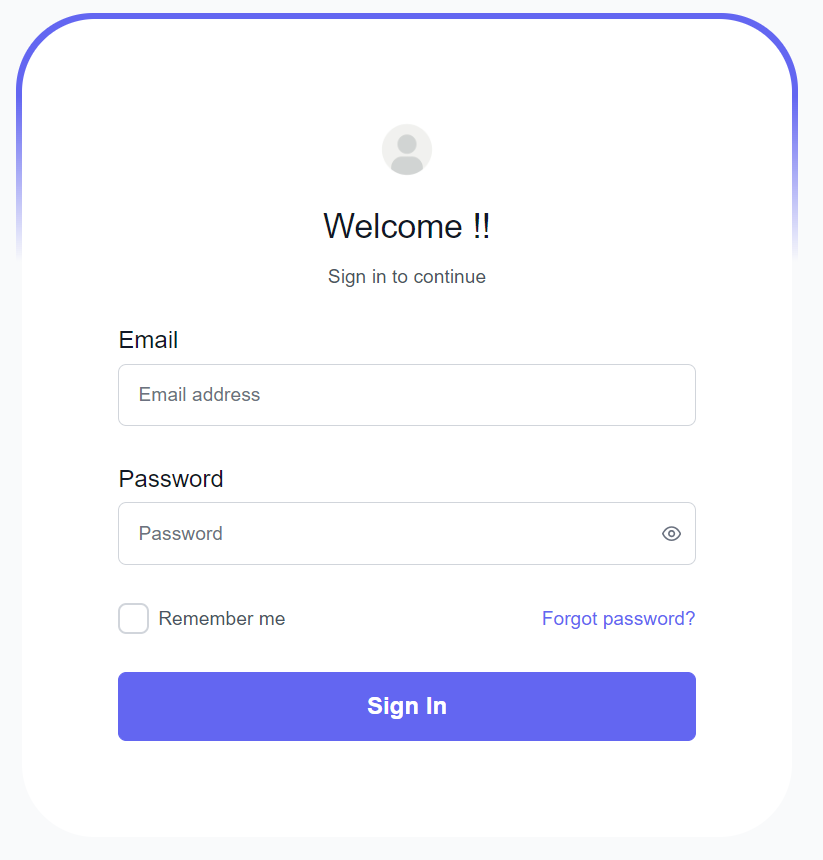 Welcome !!
Sign in to continue
Email
Email address
Password
Password
Remember me
Forgot password?
Sign In